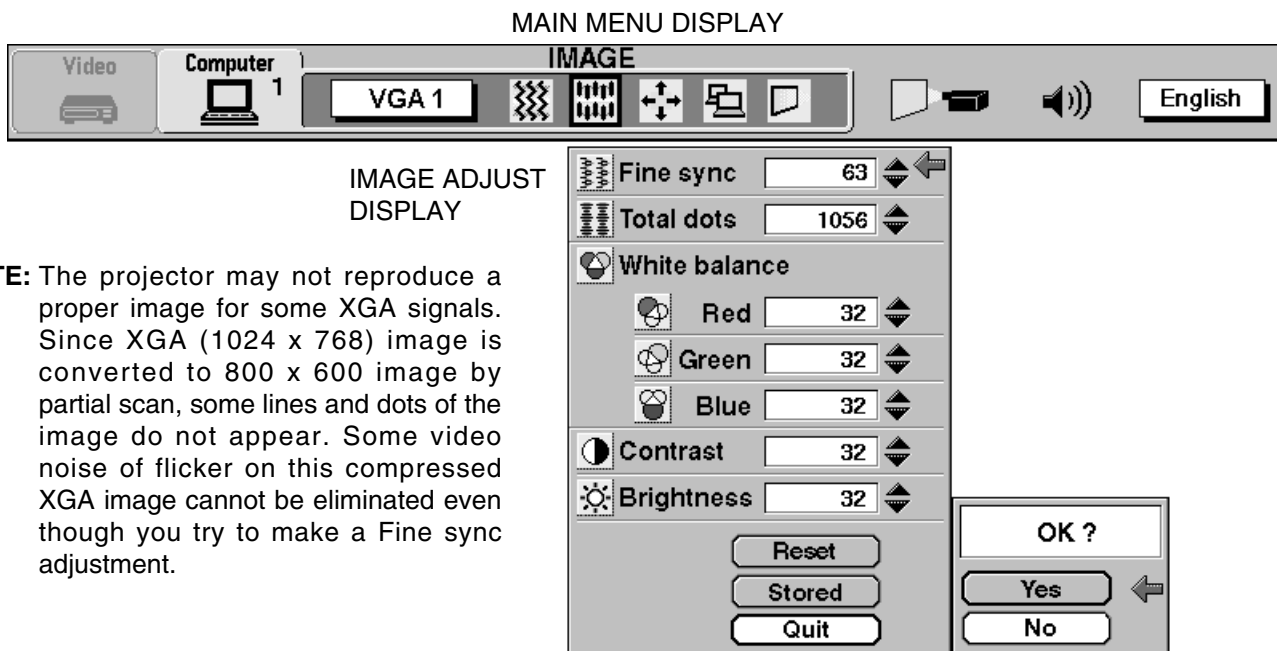 MAIN MENU DISPLAY
Video
Computer
1
IMAGE
VGA 1
English
IMAGE ADJUST
DISPLAY
TE: The projector may not reproduce a
proper image for some XGA signals.
Since XGA (1024 x 768) image is
converted to 800 x 600 image by
partial scan, some lines and dots of the
image do not appear. Some video
noise of flicker on this compressed
XGA image cannot be eliminated even
though you try to make a Fine sync
adjustment.
Fine sync 63
Total dots 1056
White balance
Red 32
Green 32
Blue 32
Contrast 32
Brightness 32
Reset
Stored
Quit
OK ?
Yes
No